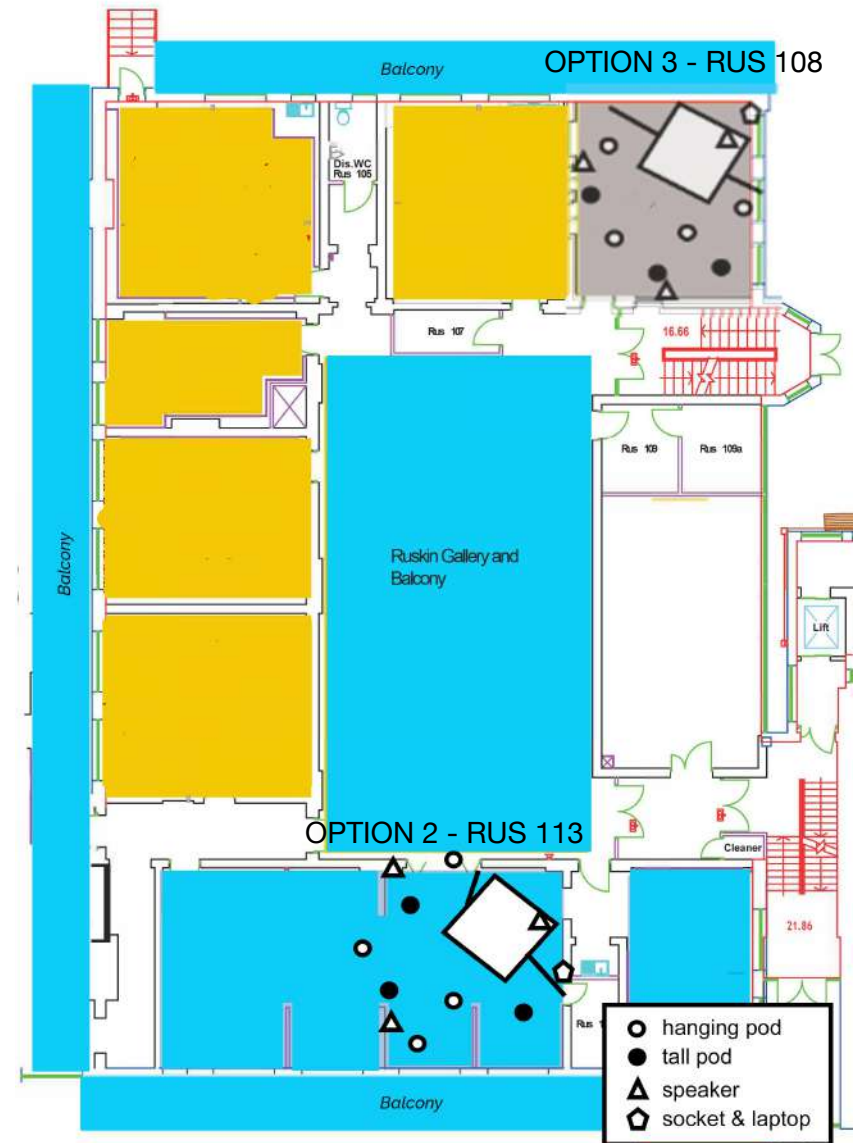 Balcony
OPTION 3 - RUS 108
Dis.WC
Rus 105
Rus 107
16.66
Rus 109
Rus 109a
Ruskin Gallery and
Balcony
Balcony
Lift
OPTION 2 - RUS 113
Cleaner
21.86
Rus
hanging pod
tall pod
speaker
socket & laptop
Balcony